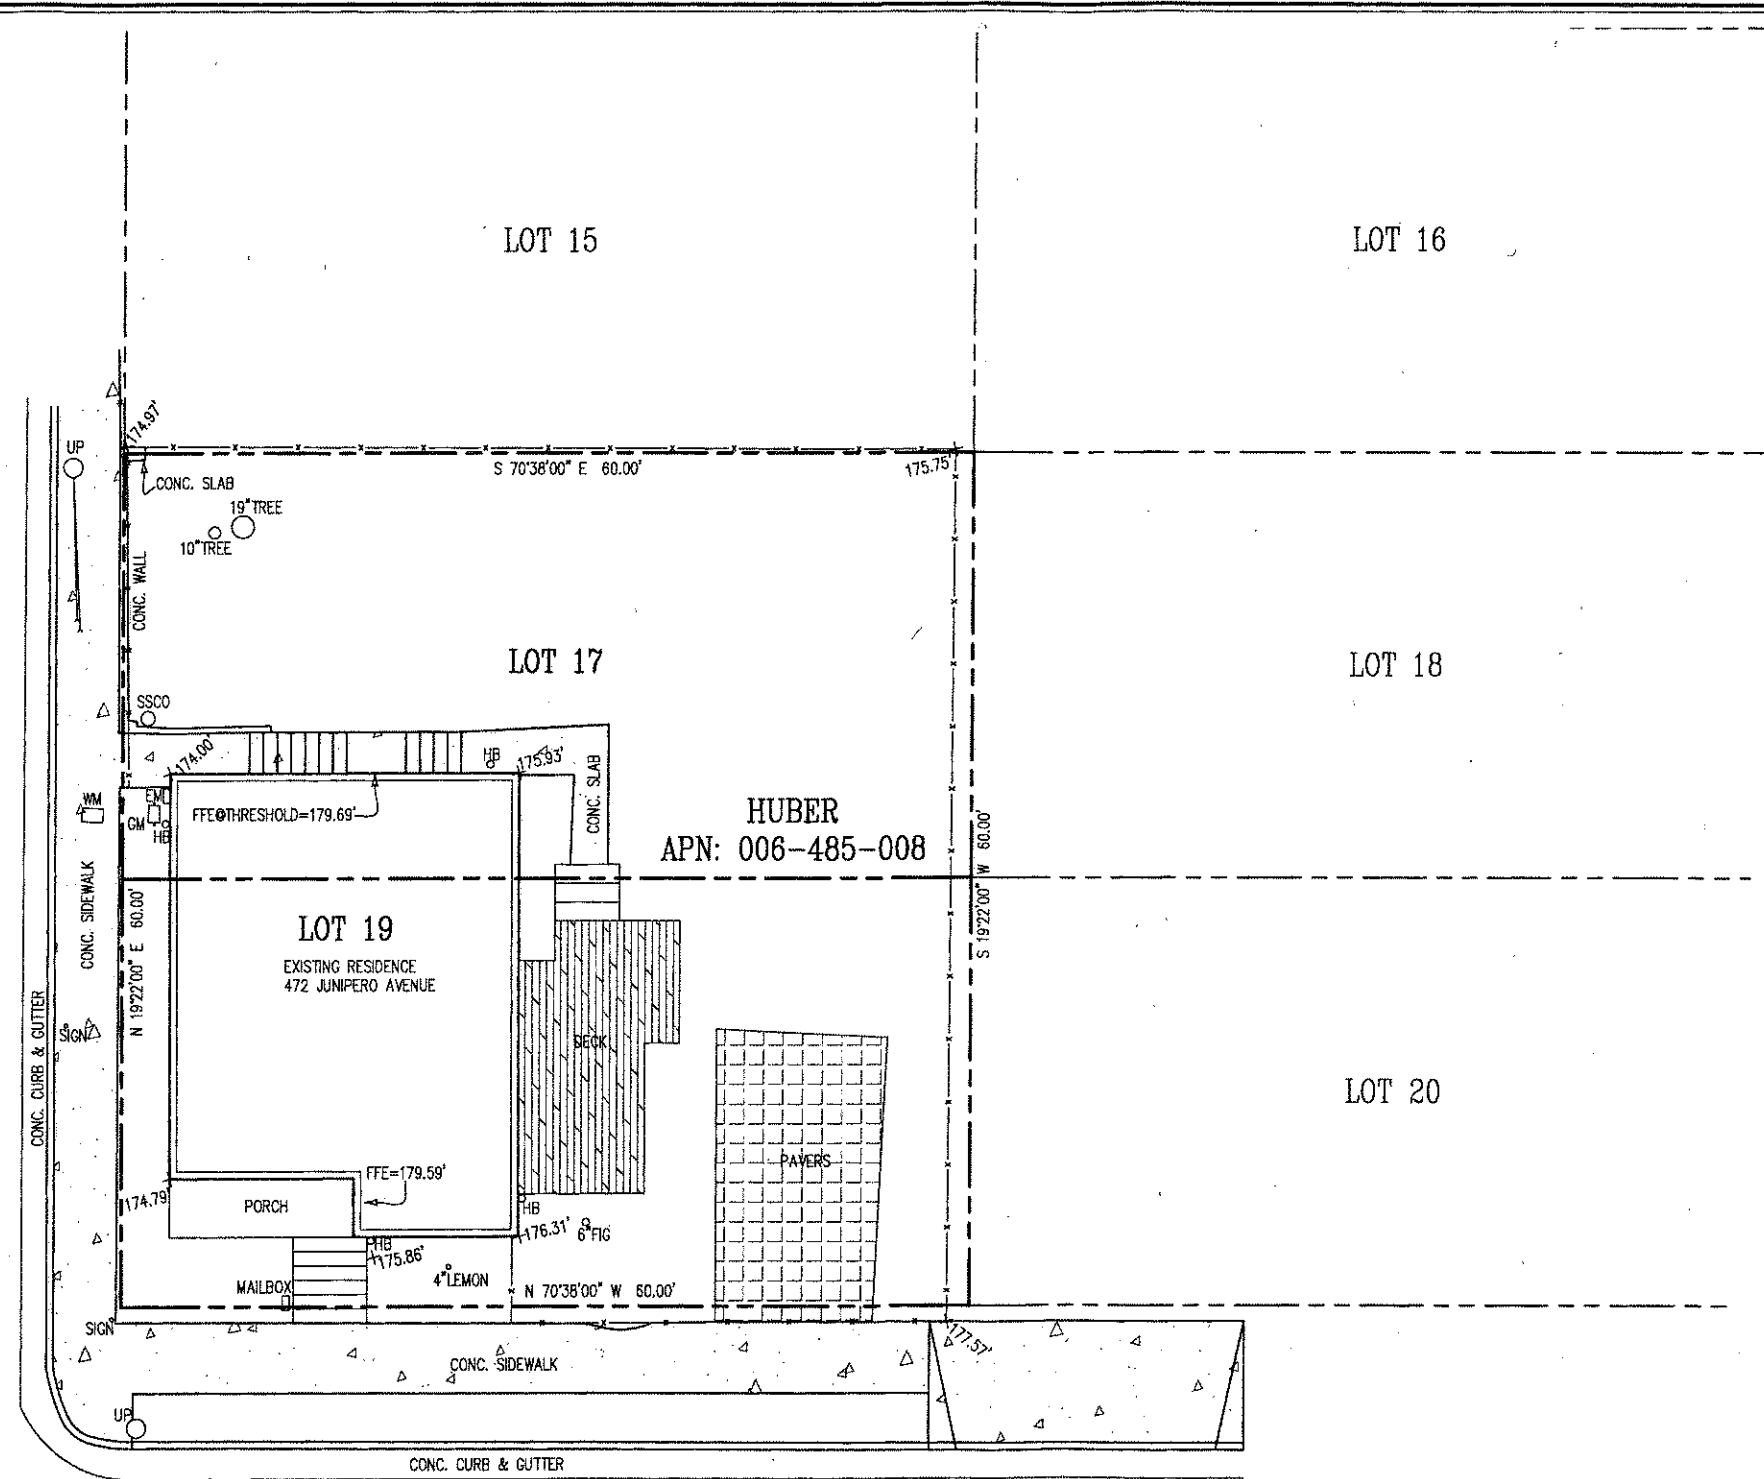 LOT 15
LOT 16
174.97'
UP
S 70°38'00" E 60.00'
175.75'
CONC. SLAB
19" TREE
10" TREE
CONC. WALL
LOT 17
LOT 18
SSCO
174.00'
HB
175.93'
CONC. SLAB
WM
EM
GM
HB
FFE@THRESHOLD=179.69'
HUBER
APN: 006-485-008
S 19°22'00" W 60.00'
CONC. SIDEWALK
N 19°22'00" E 60.00'
LOT 19
EXISTING RESIDENCE
472 JUNIPERO AVENUE
CONC. CURB & GUTTER
SIGN
DECK
LOT 20
PAVERS
FFE=179.59'
174.79'
PORCH
HB
176.31'
6" FIG
HB
175.86'
4" LEMON
MAILBOX
N 70°38'00" W 60.00'
SIGN
177.57'
CONC. SIDEWALK
UP
CONC. CURB & GUTTER